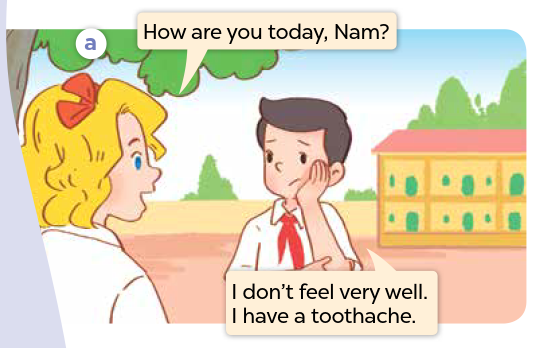 a
How are you today, Nam?
I don't feel very well.
I have a toothache.